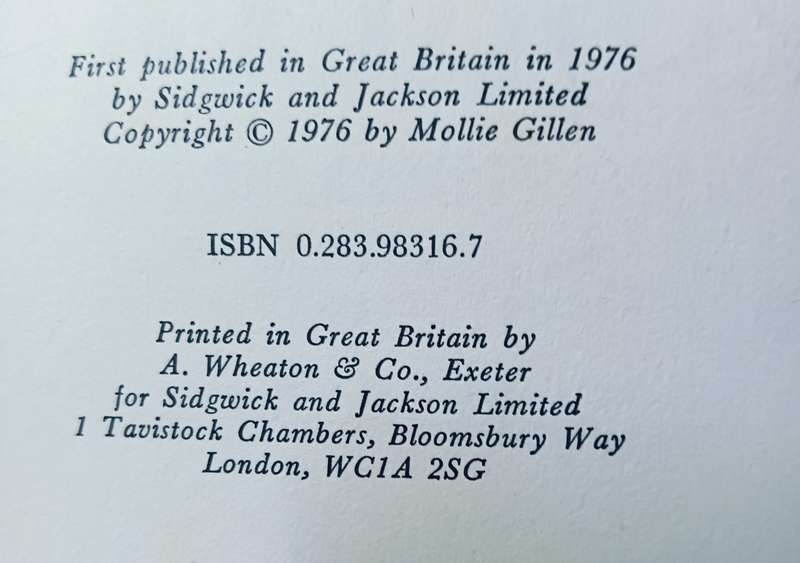 First published in Great Britain in 1976
by Sidgwick and Jackson Limited
Copyright © 1976 by Mollie Gillen
ISBN 0.283.98316.7
Printed in Great Britain by
A. Wheaton & Co., Exeter
for Sidgwick and Jackson Limited
1 Tavistock Chambers, Bloomsbury Way
London, WC1A 2SG